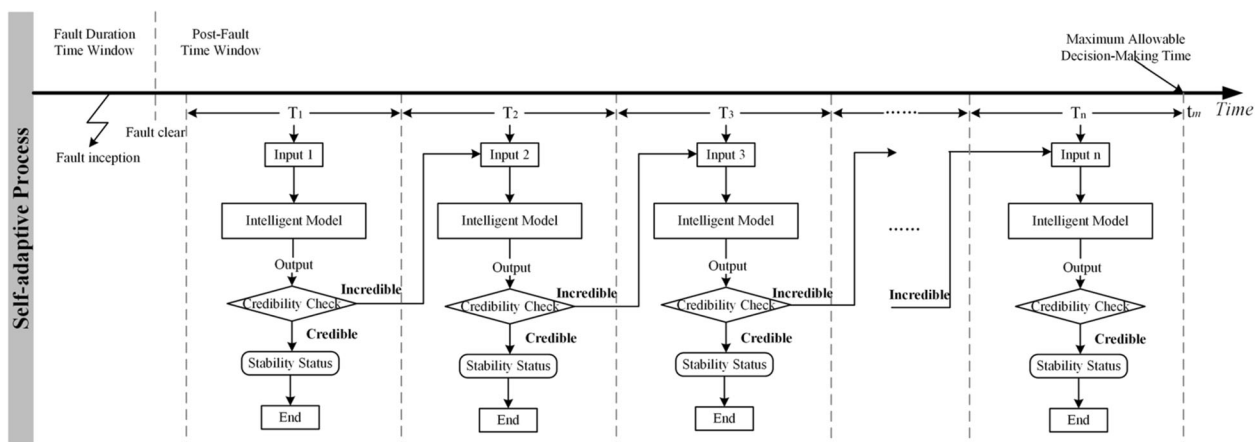 Self-adaptive Process
Fault Duration
Time Window
Post-Fault
Time Window
Maximum Allowable
Decision-Making Time
Fault inception
Fault clear
T1
T2
T3
......
Tn
tm
Time
Input 1
Intelligent Model
Output
Credibility Check
Incredible
Credible
Stability Status
End
Input 2
Intelligent Model
Output
Credibility Check
Incredible
Credible
Stability Status
End
Input 3
Intelligent Model
Output
Credibility Check
Incredible
Credible
Stability Status
End
......
Incredible
Input n
Intelligent Model
Output
Credibility Check
Credible
Stability Status
End